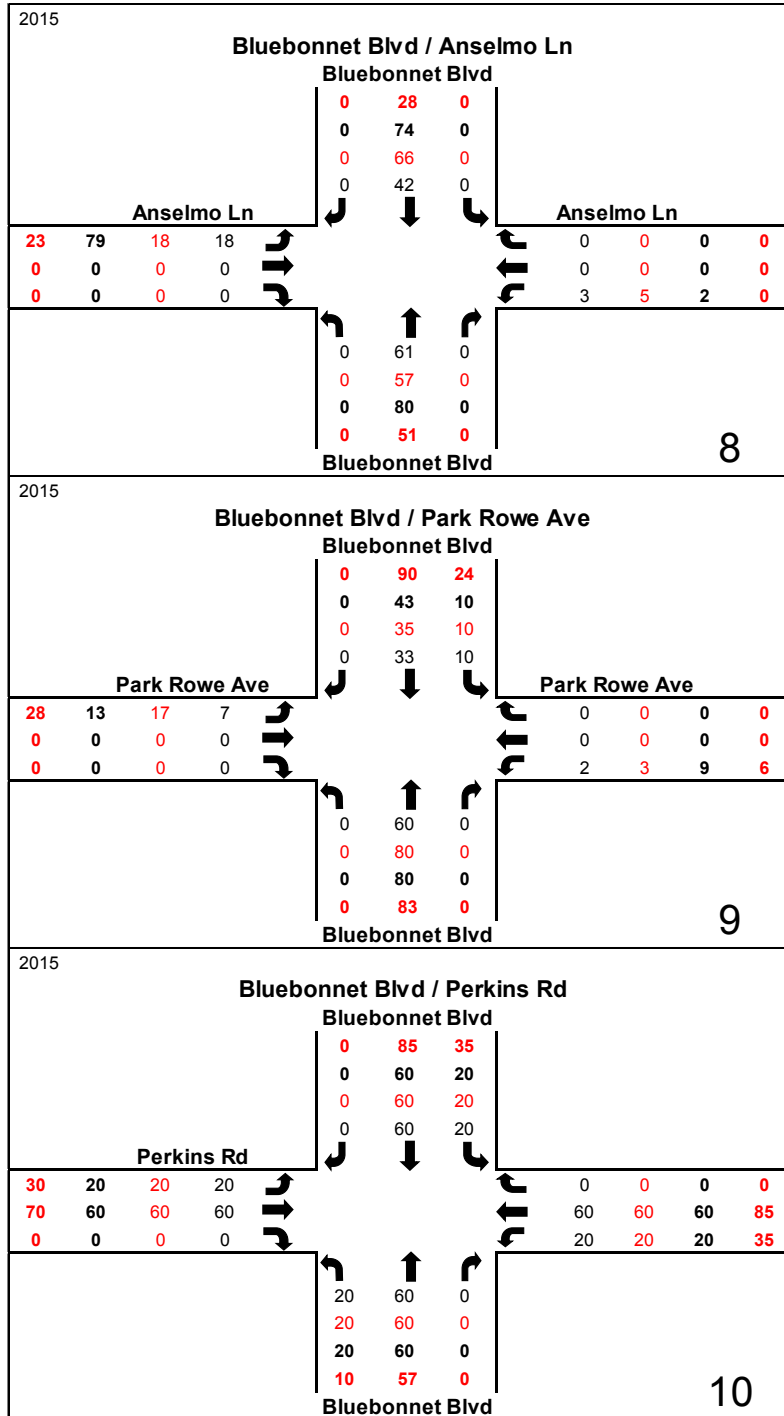 2015
Bluebonnet Blvd / Anselmo Ln
Bluebonnet Blvd
0 28 0
0 74 0
0 66 0
0 42 0
Anselmo Ln Anselmo Ln
23 79 18 18 0 0 0 0
0 0 0 0 0 0 0 0
0 0 0 0 3 5 2 0
0 61 0
0 57 0
0 80 0
0 51 0
8
Bluebonnet Blvd
2015
Bluebonnet Blvd / Park Rowe Ave
Bluebonnet Blvd
0 90 24
0 43 10
0 35 10
0 33 10
Park Rowe Ave Park Rowe Ave
28 13 17 7 0 0 0 0
0 0 0 0 0 0 0 0
0 0 0 0 2 3 9 6
0 60 0
0 80 0
0 80 0
0 83 0
9
Bluebonnet Blvd
2015
Bluebonnet Blvd / Perkins Rd
Bluebonnet Blvd
0 85 35
0 60 20
0 60 20
0 60 20
Perkins Rd
30 20 20 20 0 0 0 0
70 60 60 60 60 60 60 85
0 0 0 0 20 20 20 35
20 60 0
20 60 0
20 60 0
10 57 0
10
Bluebonnet Blvd